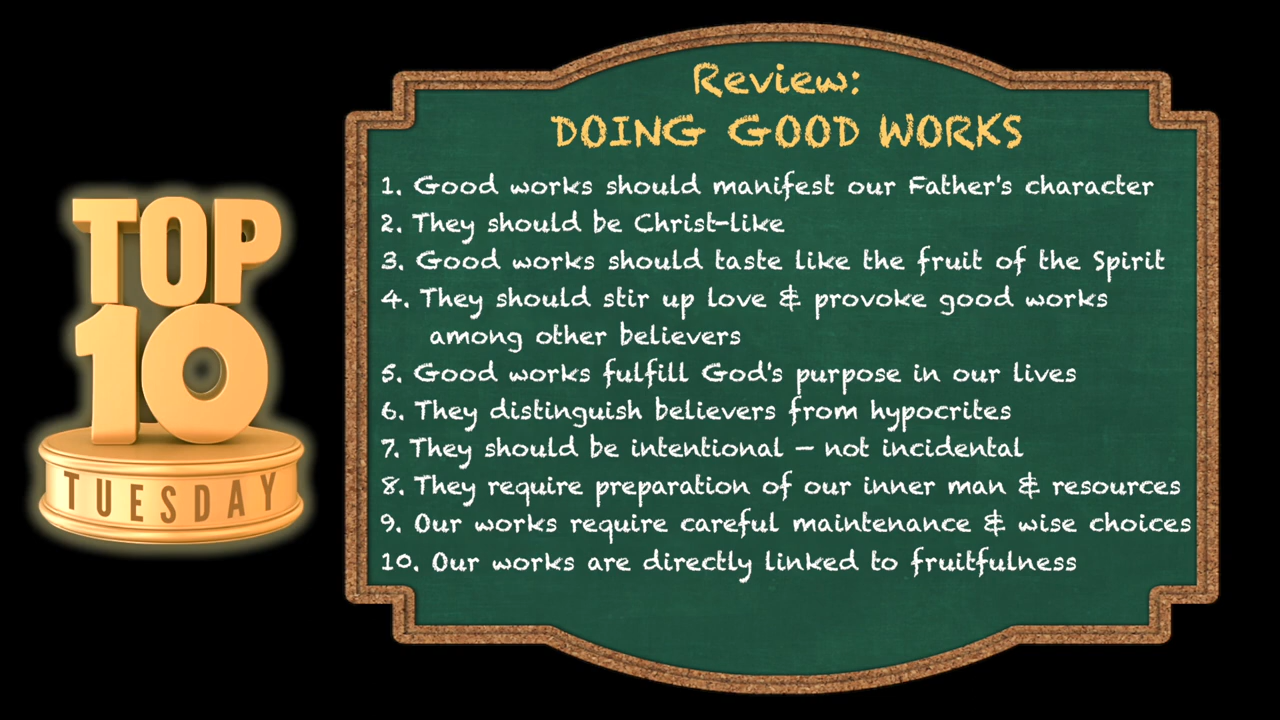 TOP
10
TUESDAY
Review:
DOING GOOD WORKS
1. Good works should manifest our Father's character
2. They should be Christ-like
3. Good works should taste like the fruit of the Spirit
4. They should stir up love & provoke good works
among other believers
5. Good works fulfill God's purpose in our lives
6. They distinguish believers from hypocrites
7. They should be intentional – not incidental
8. They require preparation of our inner man & resources
9. Our works require careful maintenance & wise choices
10. Our works are directly linked to fruitfulness